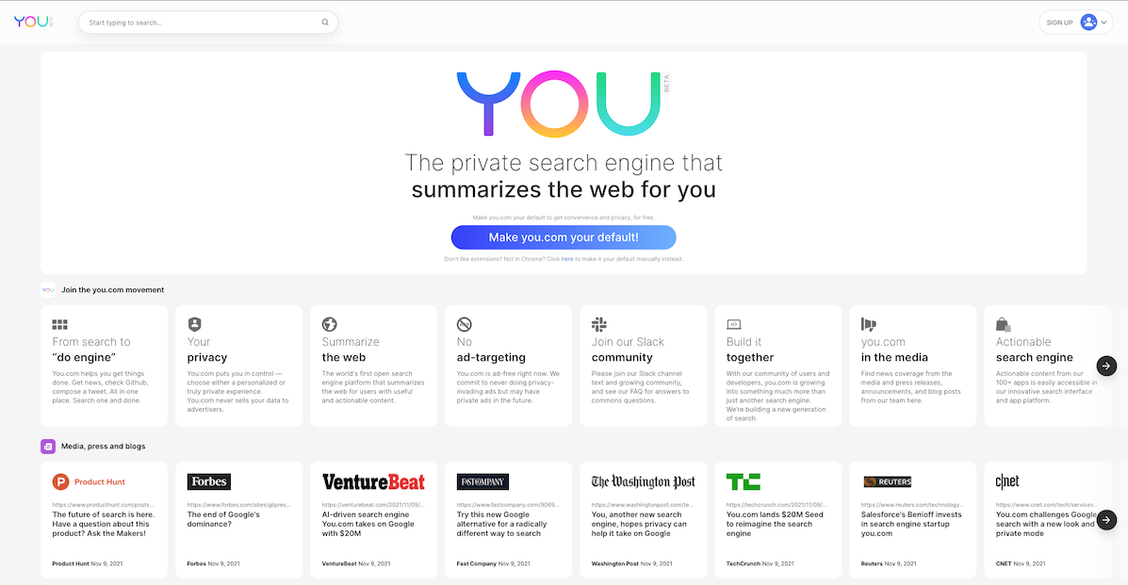 YOU BETA
Start typing to search...
SIGN UP
YOU BETA
The private search engine that
summarizes the web for you
Make you.com your default to get convenience and privacy, for free.
Make you.com your default!
Don't like extensions? Not in Chrome? Click here to make it your default manually instead.
YOU
Join the you.com movement
From search to
“do engine”
You.com helps you get things
done. Get news, check Github,
compose a tweet. All in one
place. Search one and done.
Your
privacy
You.com puts you in control —
choose either a personalized or
truly private experience.
You.com never sells your data to
advertisers.
Summarize
the web
The world's first open search
engine platform that summarizes
the web for users with useful
and actionable content.
No
ad-targeting
You.com is ad-free right now. We
commit to never doing privacy-
invading ads but may have
private ads in the future.
Join our Slack
community
Please join our Slack channel
text and growing community,
and see our FAQ for answers to
commons questions.
Build it
together
With our community of users and
developers, you.com is growing
into something much more than
just another search engine.
We're building a new generation
of search.
you.com
in the media
Find news coverage from the
media and press releases,
announcements, and blog posts
from our team here.
Actionable
search engine
Actionable content from our
100+ apps is easily accessible in
our innovative search interface
and app platform.
Media, press and blogs
P Product Hunt
https://www.producthunt.com/posts...
The future of search is here.
Have a question about this
product? Ask the Makers!
Product Hunt Nov 9, 2021
Forbes
https://www.forbes.com/sites/glpres...
The end of Google's
dominance?
Forbes Nov 9, 2021
VentureBeat
https://venturebeat.com/2021/11/09/...
AI-driven search engine
You.com takes on Google
with $20M
VentureBeat Nov 9, 2021
FAST COMPANY
https://www.fastcompany.com/9069...
Try this new Google
alternative for a radically
different way to search
Fast Company Nov 9, 2021
The Washington Post
https://www.washingtonpost.com/te...
You, another new search
engine, hopes privacy can
help it take on Google
Washington Post Nov 9, 2021
TC
https://techcrunch.com/2021/11/09/...
You.com lands $20M Seed
to reimagine the search
engine
TechCrunch Nov 9, 2021
REUTERS
https://www.reuters.com/technology...
Salesforce's Benioff invests
in search engine startup
you.com
Reuters Nov 9, 2021
c|net
https://www.cnet.com/tech/services...
You.com challenges Google
search with a new look and
private mode
CNET Nov 9, 2021